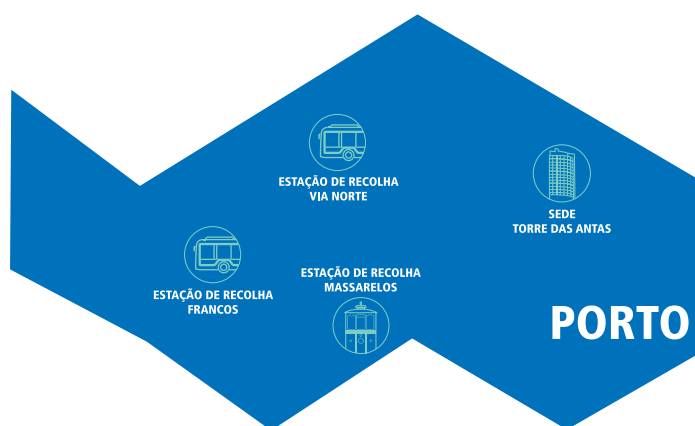 ESTAÇÃO DE RECOLHA
VIA NORTE
SEDE
TORRE DAS ANTAS
ESTAÇÃO DE RECOLHA
FRANCOS
ESTAÇÃO DE RECOLHA
MASSARELOS
PORTO